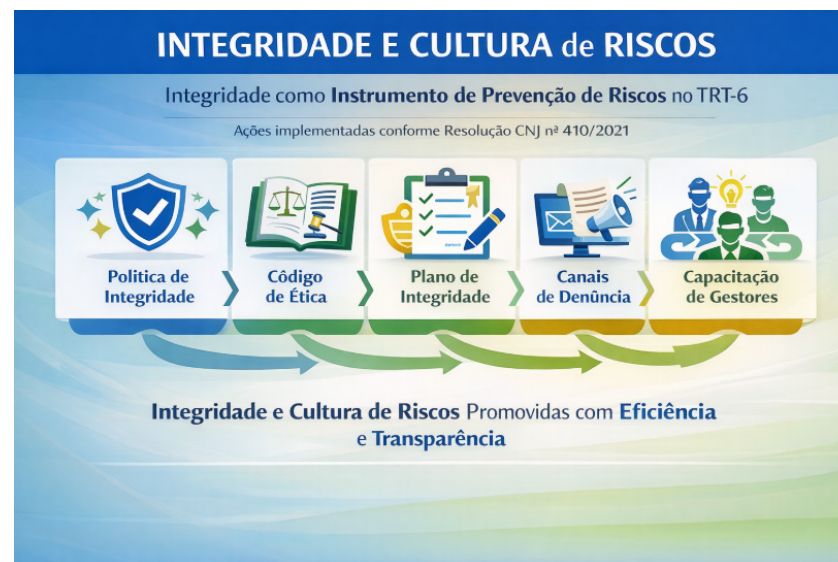 INTEGRIDADE E CULTURA de RISCOS
Integridade como Instrumento de Prevenção de Riscos no TRT-6
Ações implementadas conforme Resolução CNJ nº 410/2021
Politica de
Integridade
Côdigo
de Ética
Plano de
Integridade
Canais
de Denûncia
Capacitação
de Gestores
Integridade e Cultura de Riscos Promovidas com Eficiência
e Transparência